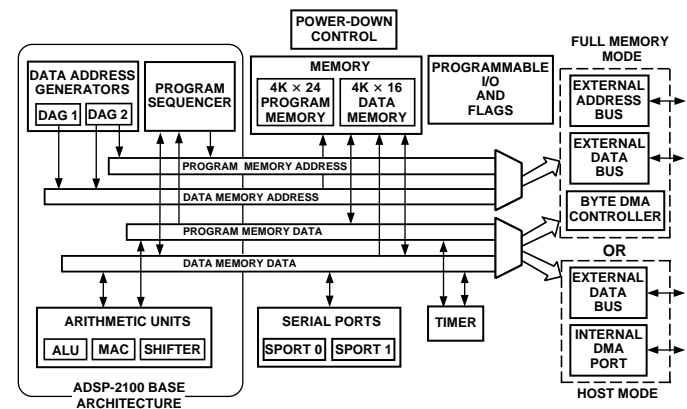 POWER-DOWN
CONTROL
FULL MEMORY
MODE
DATA ADDRESS
GENERATORS
DAG 1
DAG 2
PROGRAM
SEQUENCER
MEMORY
4K × 24
PROGRAM
MEMORY
4K × 16
DATA
MEMORY
PROGRAMMABLE
I/O
AND
FLAGS
EXTERNAL
ADDRESS
BUS
EXTERNAL
DATA
BUS
BYTE DMA
CONTROLLER
PROGRAM MEMORY ADDRESS
DATA MEMORY ADDRESS
PROGRAM MEMORY DATA
DATA MEMORY DATA
OR
EXTERNAL
DATA
BUS
INTERNAL
DMA
PORT
HOST MODE
ARITHMETIC UNITS
ALU
MAC
SHIFTER
SERIAL PORTS
SPORT 0
SPORT 1
TIMER
ADSP-2100 BASE
ARCHITECTURE